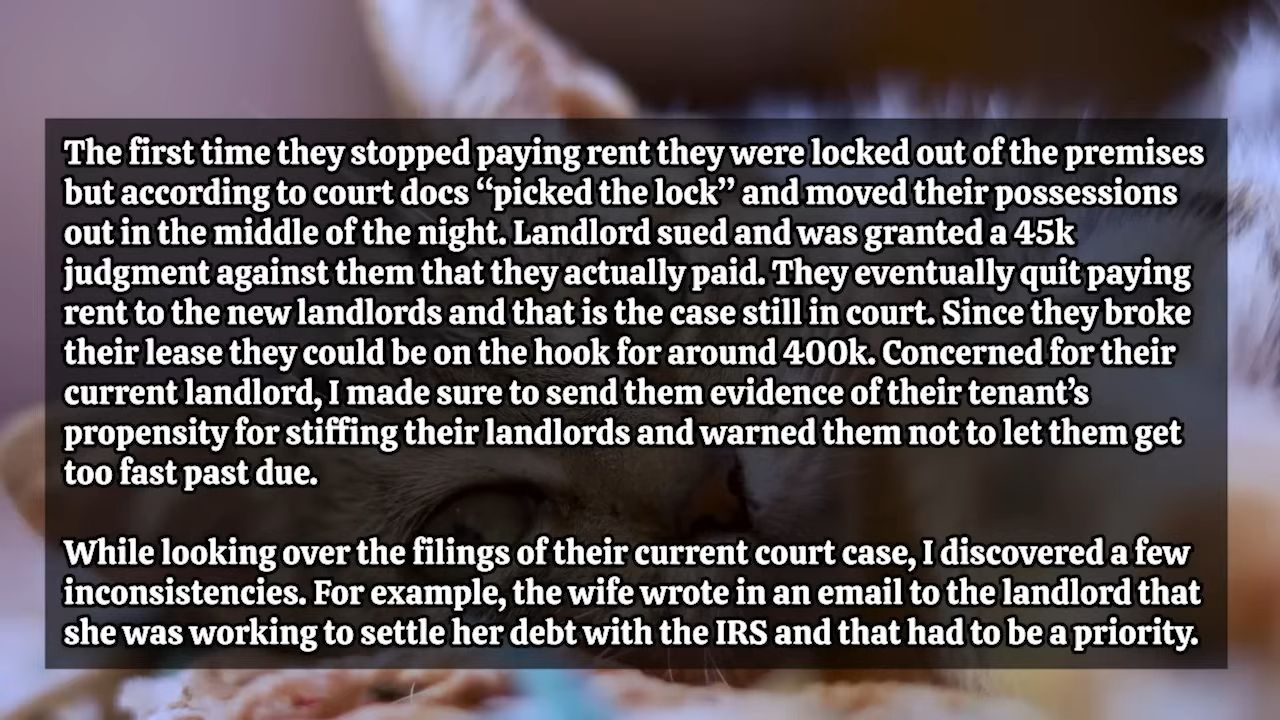 The first time they stopped paying rent they were locked out of the premises
but according to court docs “picked the lock” and moved their possessions
out in the middle of the night. Landlord sued and was granted a 45k
judgment against them that they actually paid. They eventually quit paying
rent to the new landlords and that is the case still in court. Since they broke
their lease they could be on the hook for around 400k. Concerned for their
current landlord, I made sure to send them evidence of their tenant’s
propensity for stiffing their landlords and warned them not to let them get
too fast past due.
While looking over the filings of their current court case, I discovered a few
inconsistencies. For example, the wife wrote in an email to the landlord that
she was working to settle her debt with the IRS and that had to be a priority.